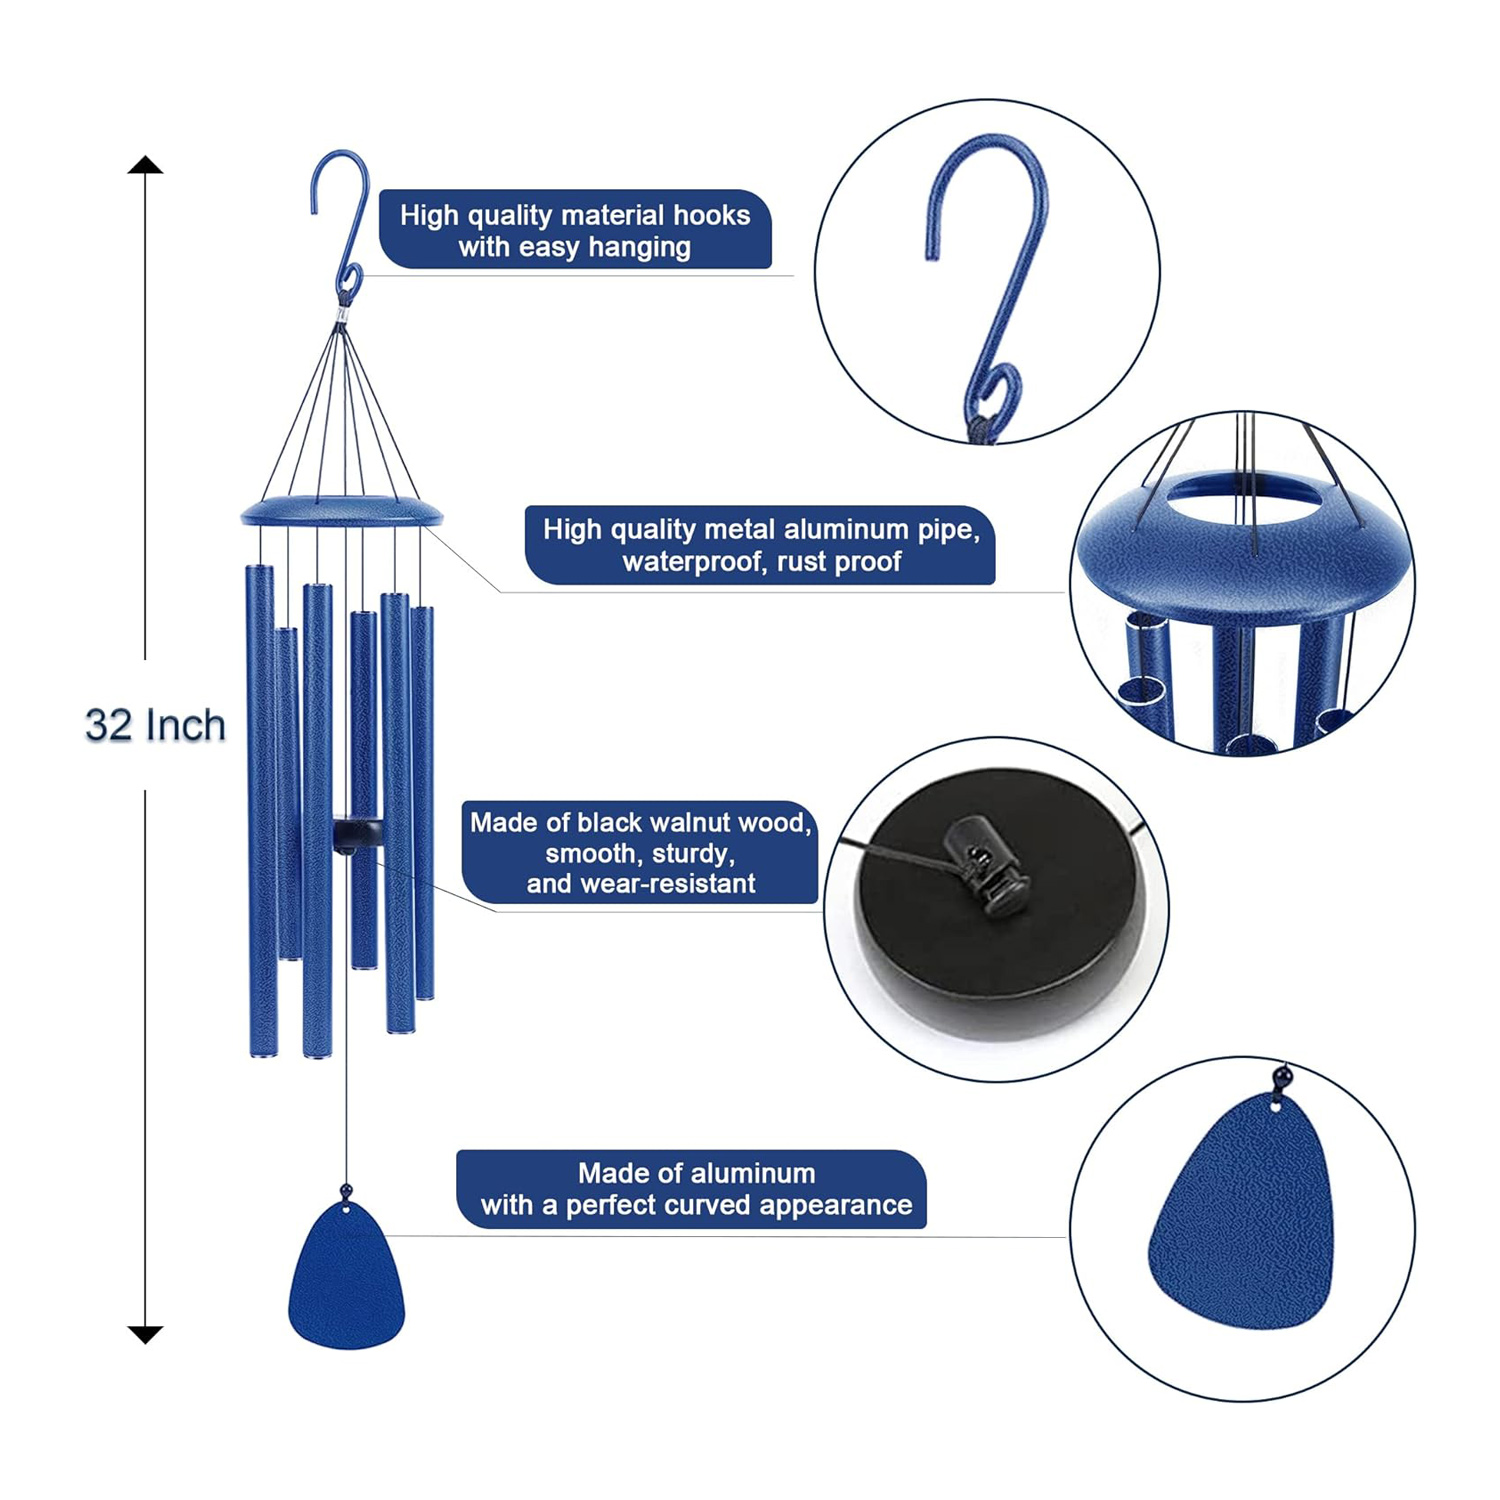 High quality material hooks
with easy hanging
High quality metal aluminum pipe,
waterproof, rust proof
32 Inch
Made of black walnut wood,
smooth, sturdy,
and wear-resistant
Made of aluminum
with a perfect curved appearance